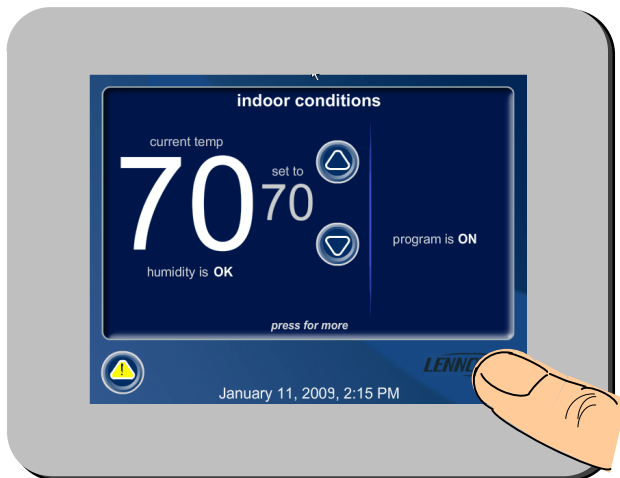 indoor conditions
current temp
70
set to
70
program is ON
humidity is OK
press for more
January 11, 2009, 2:15 PM